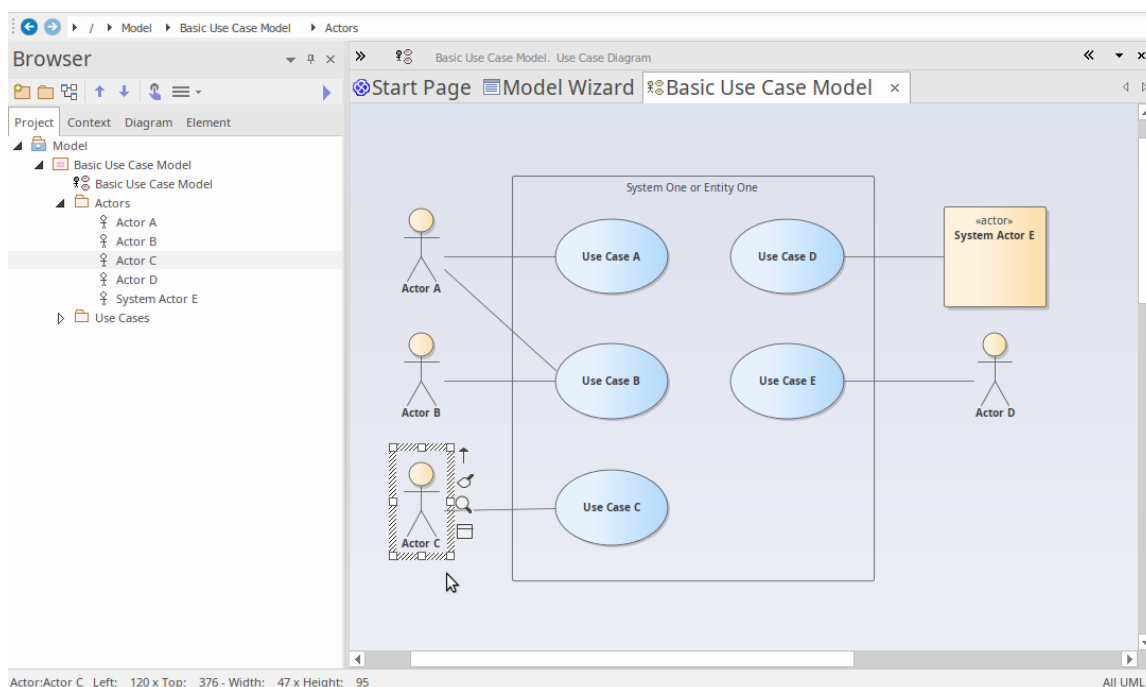 / Model Basic Use Case Model Actors
Browser
Basic Use Case Model. Use Case Diagram
Start Page Model Wizard Basic Use Case Model
Project Context Diagram Element
Model
Basic Use Case Model
Basic Use Case Model
Actors
Actor A
Actor B
Actor C
Actor D
System Actor E
Use Cases
System One or Entity One
Use Case A
Use Case D
«actor»
System Actor E
Actor A
Use Case B
Use Case E
Actor B
Actor D
Use Case C
Actor C
Actor:Actor C Left: 120 x Top: 376 - Width: 47 x Height: 95
All UML